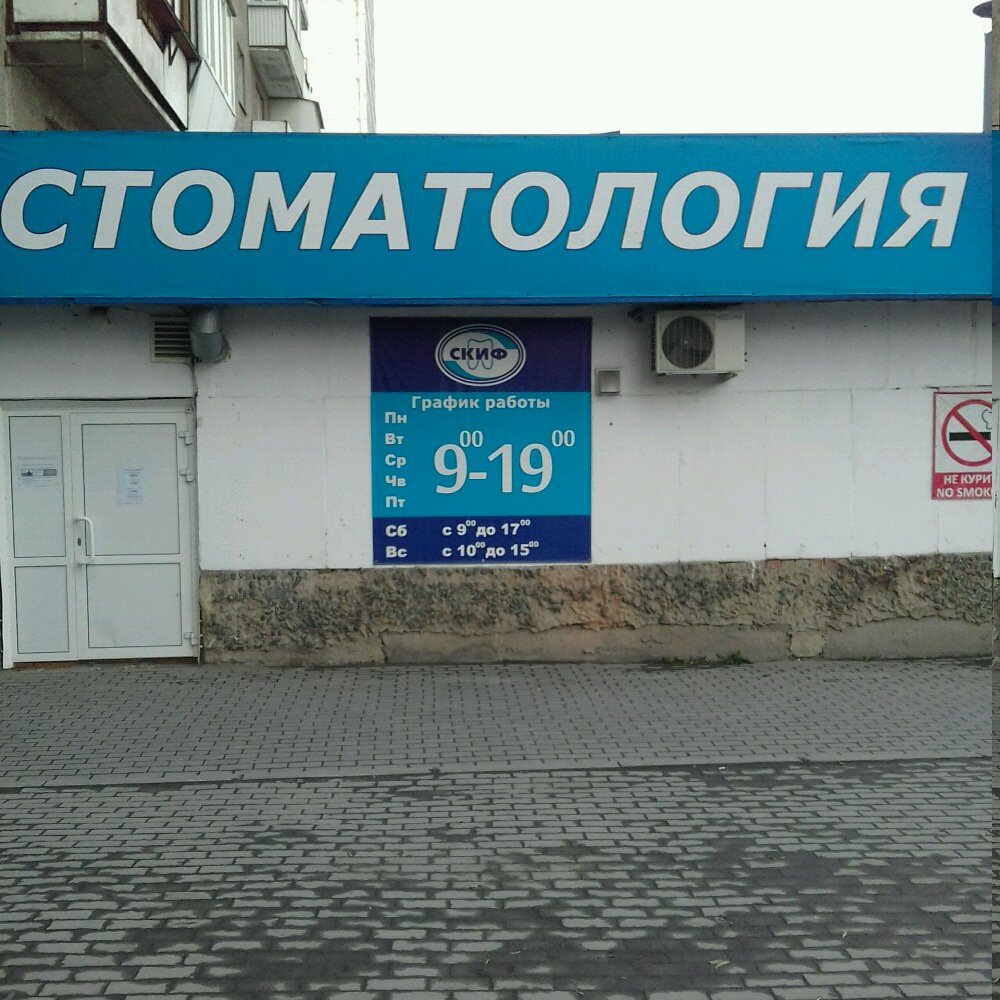 СТОМАТОЛОГИЯ
СКИФ
График работы
Пн
Вт
Ср
Чв
Пт
9⁰⁰-19⁰⁰
Сб с 9⁰⁰ до 17⁰⁰
Вс с 10⁰⁰ до 15⁰⁰
НЕ КУРИ
NO SMOK